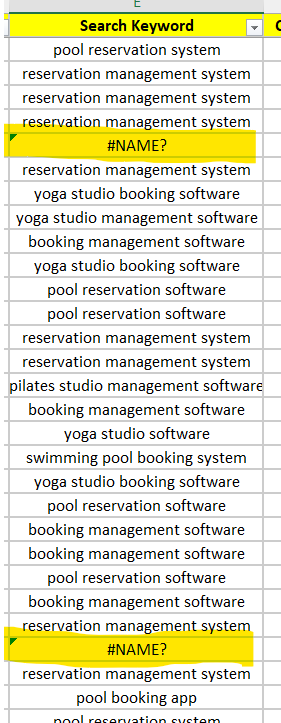 E
Search Keyword
pool reservation system
reservation management system
reservation management system
reservation management system
#NAME?
reservation management system
yoga studio booking software
yoga studio management software
booking management software
yoga studio booking software
pool reservation software
pool reservation software
reservation management system
reservation management system
pilates studio management software
booking management software
yoga studio software
swimming pool booking system
yoga studio booking software
pool reservation software
booking management software
booking management software
pool reservation software
booking management software
reservation management system
#NAME?
reservation management system
pool booking app
pool reservation system